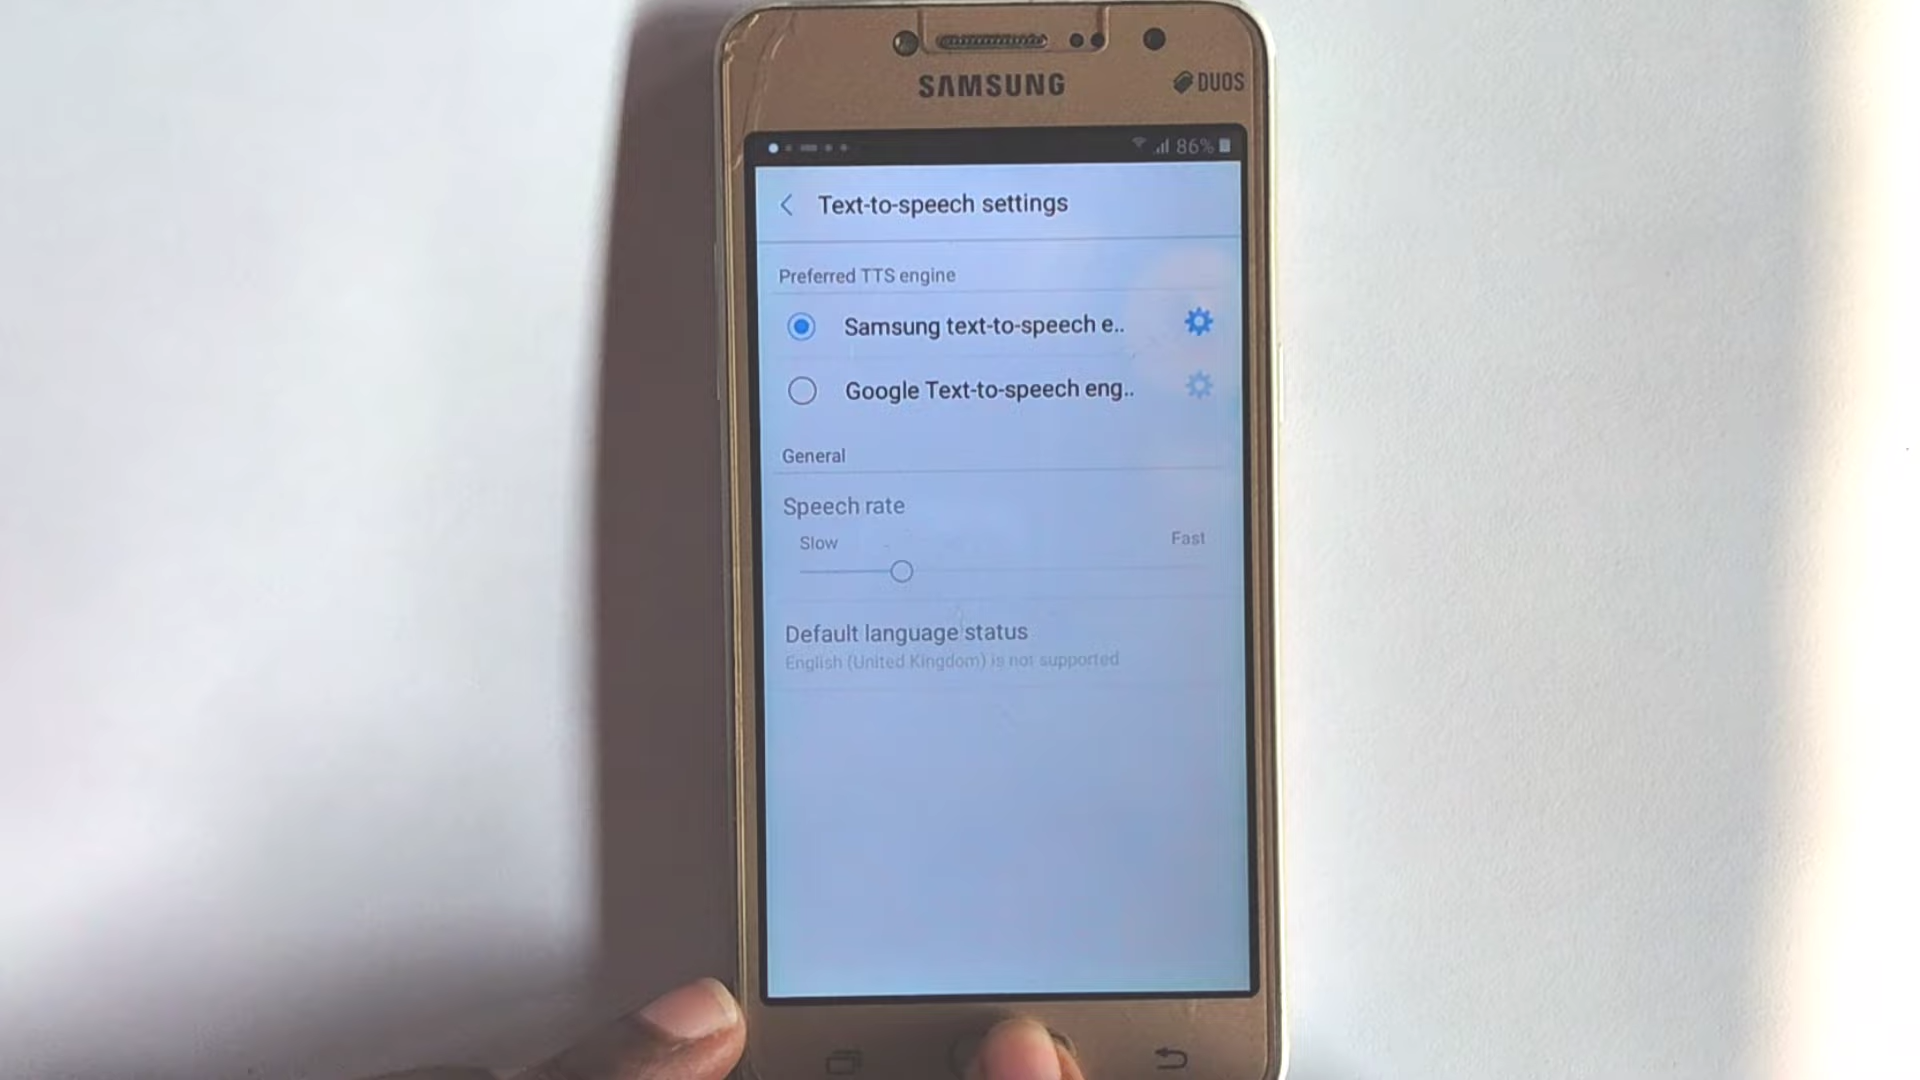 SAMSUNG
DUOS
86%
Text-to-speech settings
Preferred TTS engine
Samsung text-to-speech e..
Google Text-to-speech eng..
General
Speech rate
Slow
Fast
Default language status
English (United Kingdom) is not supported